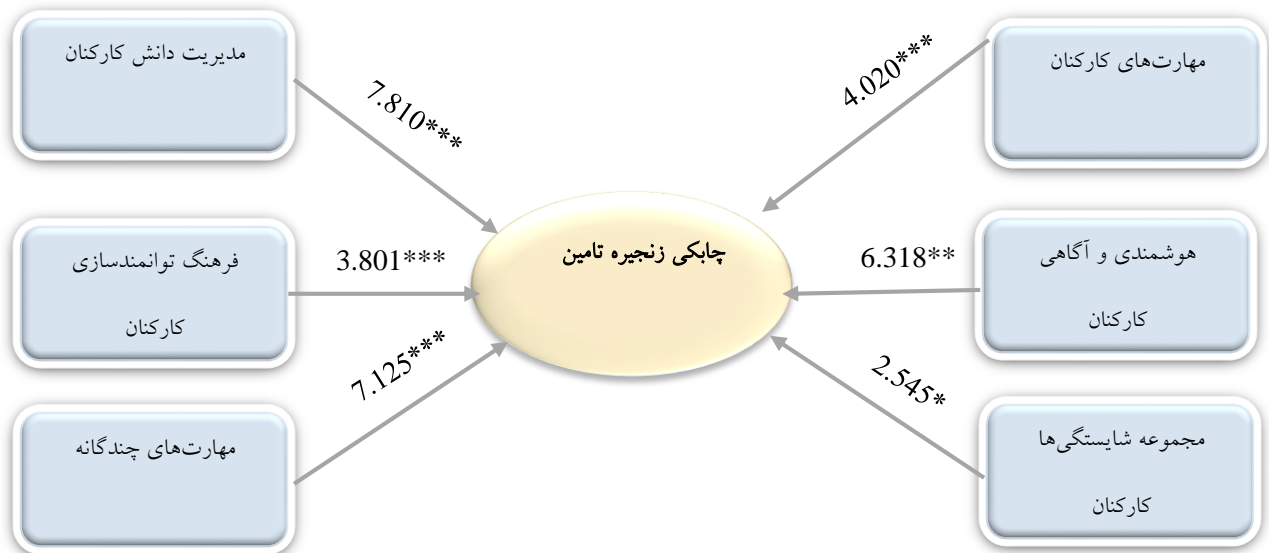 مدیریت دانش کارکنان
مهارت‌های کارکنان
7.810***
4.020***
فرهنگ توانمندسازی
کارکنان
3.801***
چابکی زنجیره تامین
6.318**
هوشمندی و آگاهی
کارکنان
7.125***
2.545*
مهارت‌های چندگانه
مجموعه شایستگی‌ها
کارکنان